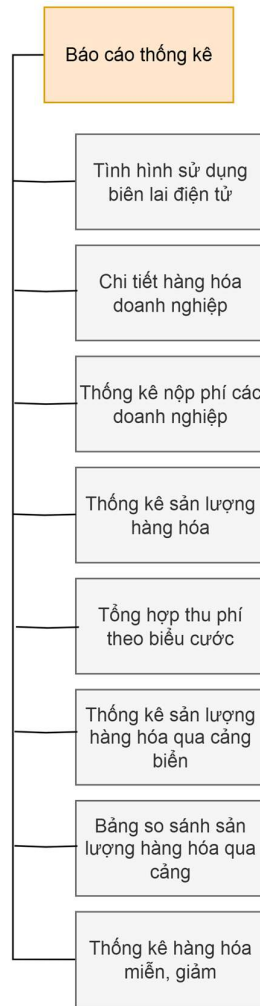 Báo cáo thống kê
Tình hình sử dụng
biên lai điện tử
Chi tiết hàng hóa
doanh nghiệp
Thống kê nộp phí các
doanh nghiệp
Thống kê sản lượng
hàng hóa
Tổng hợp thu phí
theo biểu cước
Thống kê sản lượng
hàng hóa qua cảng
biển
Bảng so sánh sản
lượng hàng hóa qua
cảng
Thống kê hàng hóa
miễn, giảm